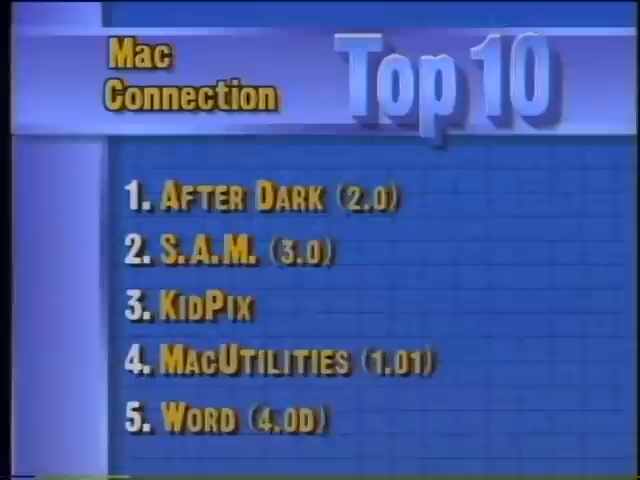 Mac
Connection
Top 10
1. AFTER DARK (2.0)
2. S.A.M. (3.0)
3. KIDPIX
4. MACUTILITIES (1.01)
5. WORD (4.0D)